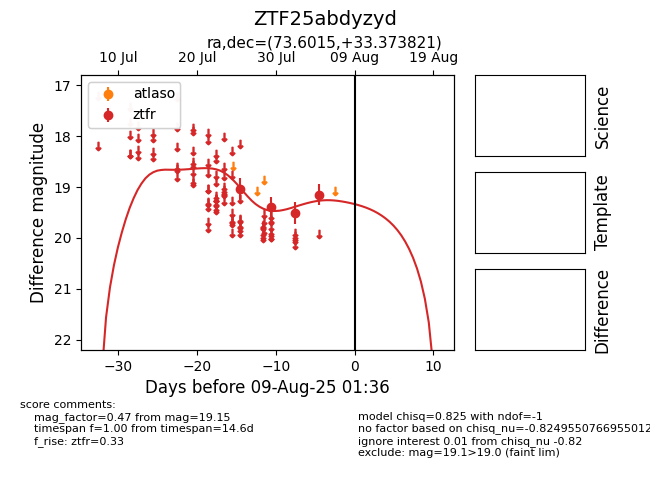 ZTF25abdyzyd
ra,dec=(73.6015,+33.373821)
10 Jul 20 Jul 30 Jul 09 Aug 19 Aug
17
18
19
20
21
22
Difference magnitude
atlaso
ztfr
−30 −20 −10 0 10
Days before 09-Aug-25 01:36
Science
Template
Difference
score comments:
mag_factor=0.47 from mag=19.15
timespan f=1.00 from timespan=14.6d
f_rise: ztfr=0.33
model chisq=0.825 with ndof=-1
no factor based on chisq_nu=-0.8249550766955012
ignore interest 0.01 from chisq_nu -0.82
exclude: mag=19.1>19.0 (faint lim)